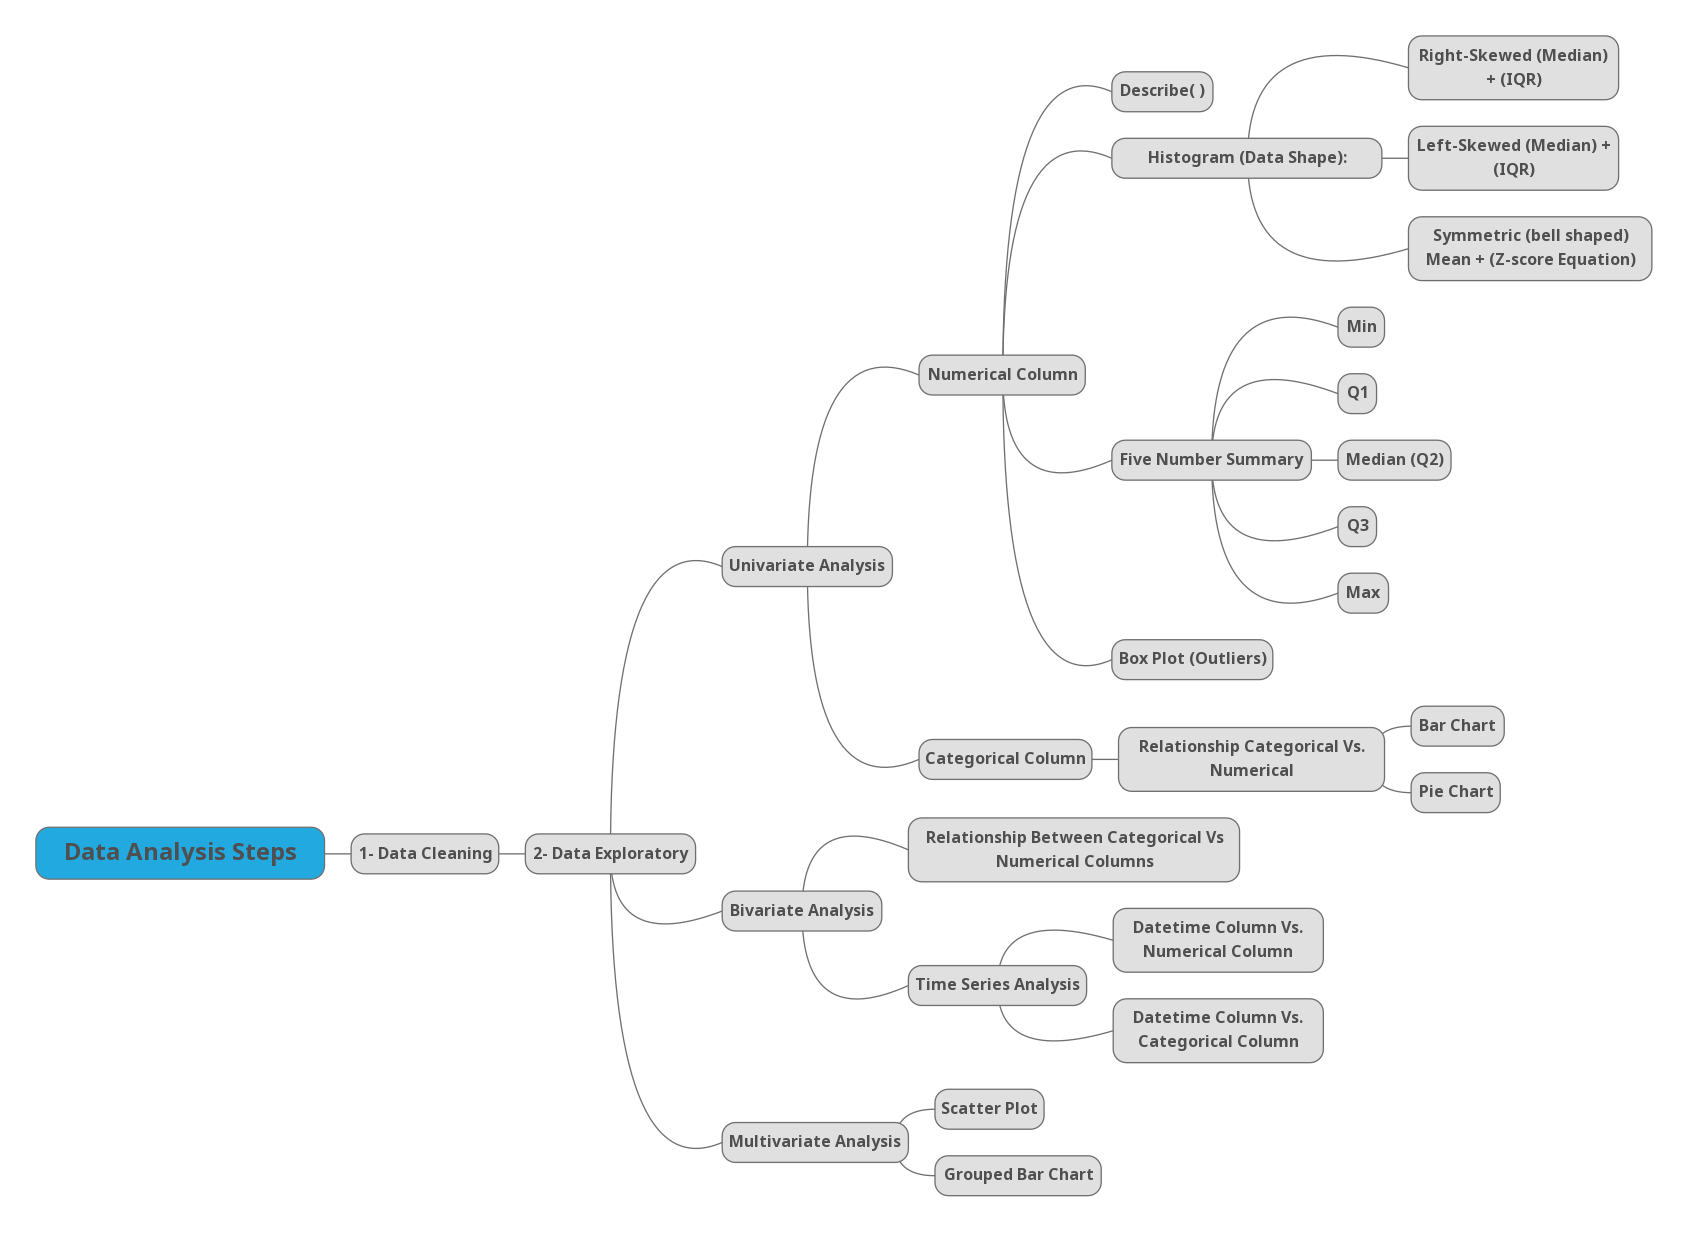 Right-Skewed (Median)
+ (IQR)
Describe( )
Histogram (Data Shape):
Left-Skewed (Median) +
(IQR)
Symmetric (bell shaped)
Mean + (Z-score Equation)
Min
Numerical Column
Q1
Five Number Summary
Median (Q2)
Q3
Univariate Analysis
Max
Box Plot (Outliers)
Bar Chart
Categorical Column
Relationship Categorical Vs.
Numerical
Pie Chart
Data Analysis Steps
1- Data Cleaning
2- Data Exploratory
Relationship Between Categorical Vs
Numerical Columns
Bivariate Analysis
Datetime Column Vs.
Numerical Column
Time Series Analysis
Datetime Column Vs.
Categorical Column
Scatter Plot
Multivariate Analysis
Grouped Bar Chart